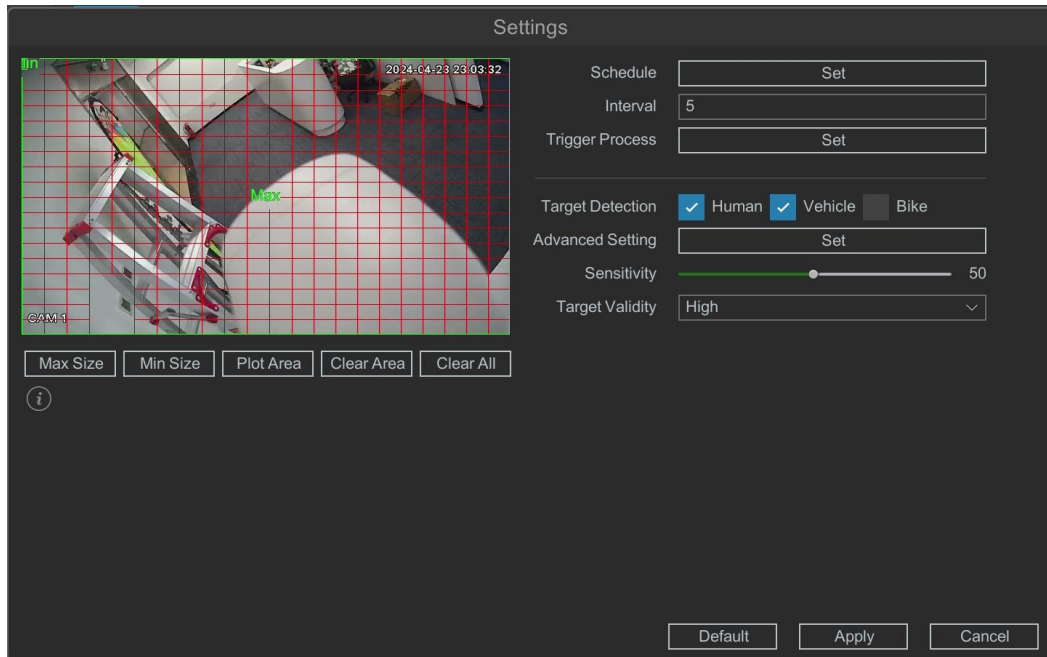 Settings
2024-04-23 23:03:32
Max
CAM 1
Max Size Min Size Plot Area Clear Area Clear All
i
Schedule Set
Interval 5
Trigger Process Set
Target Detection Human Vehicle Bike
Advanced Setting Set
Sensitivity 50
Target Validity High
Default Apply Cancel